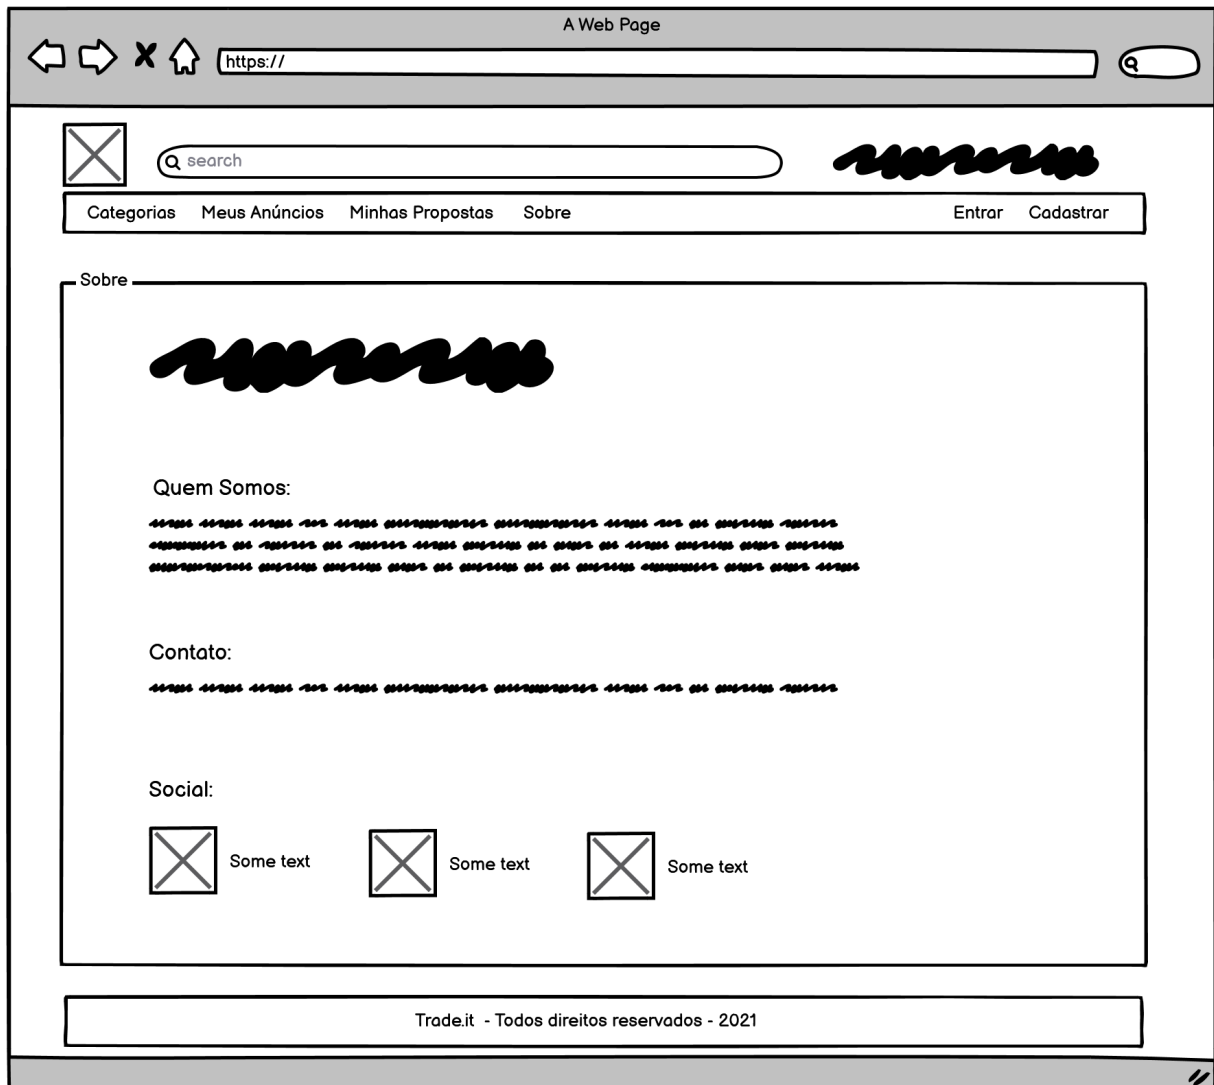 A Web Page
https://
search
Categorias Meus Anúncios Minhas Propostas Sobre Entrar Cadastrar
Sobre
Quem Somos:
Contato:
Social:
Some text Some text Some text
Trade.it - Todos direitos reservados - 2021